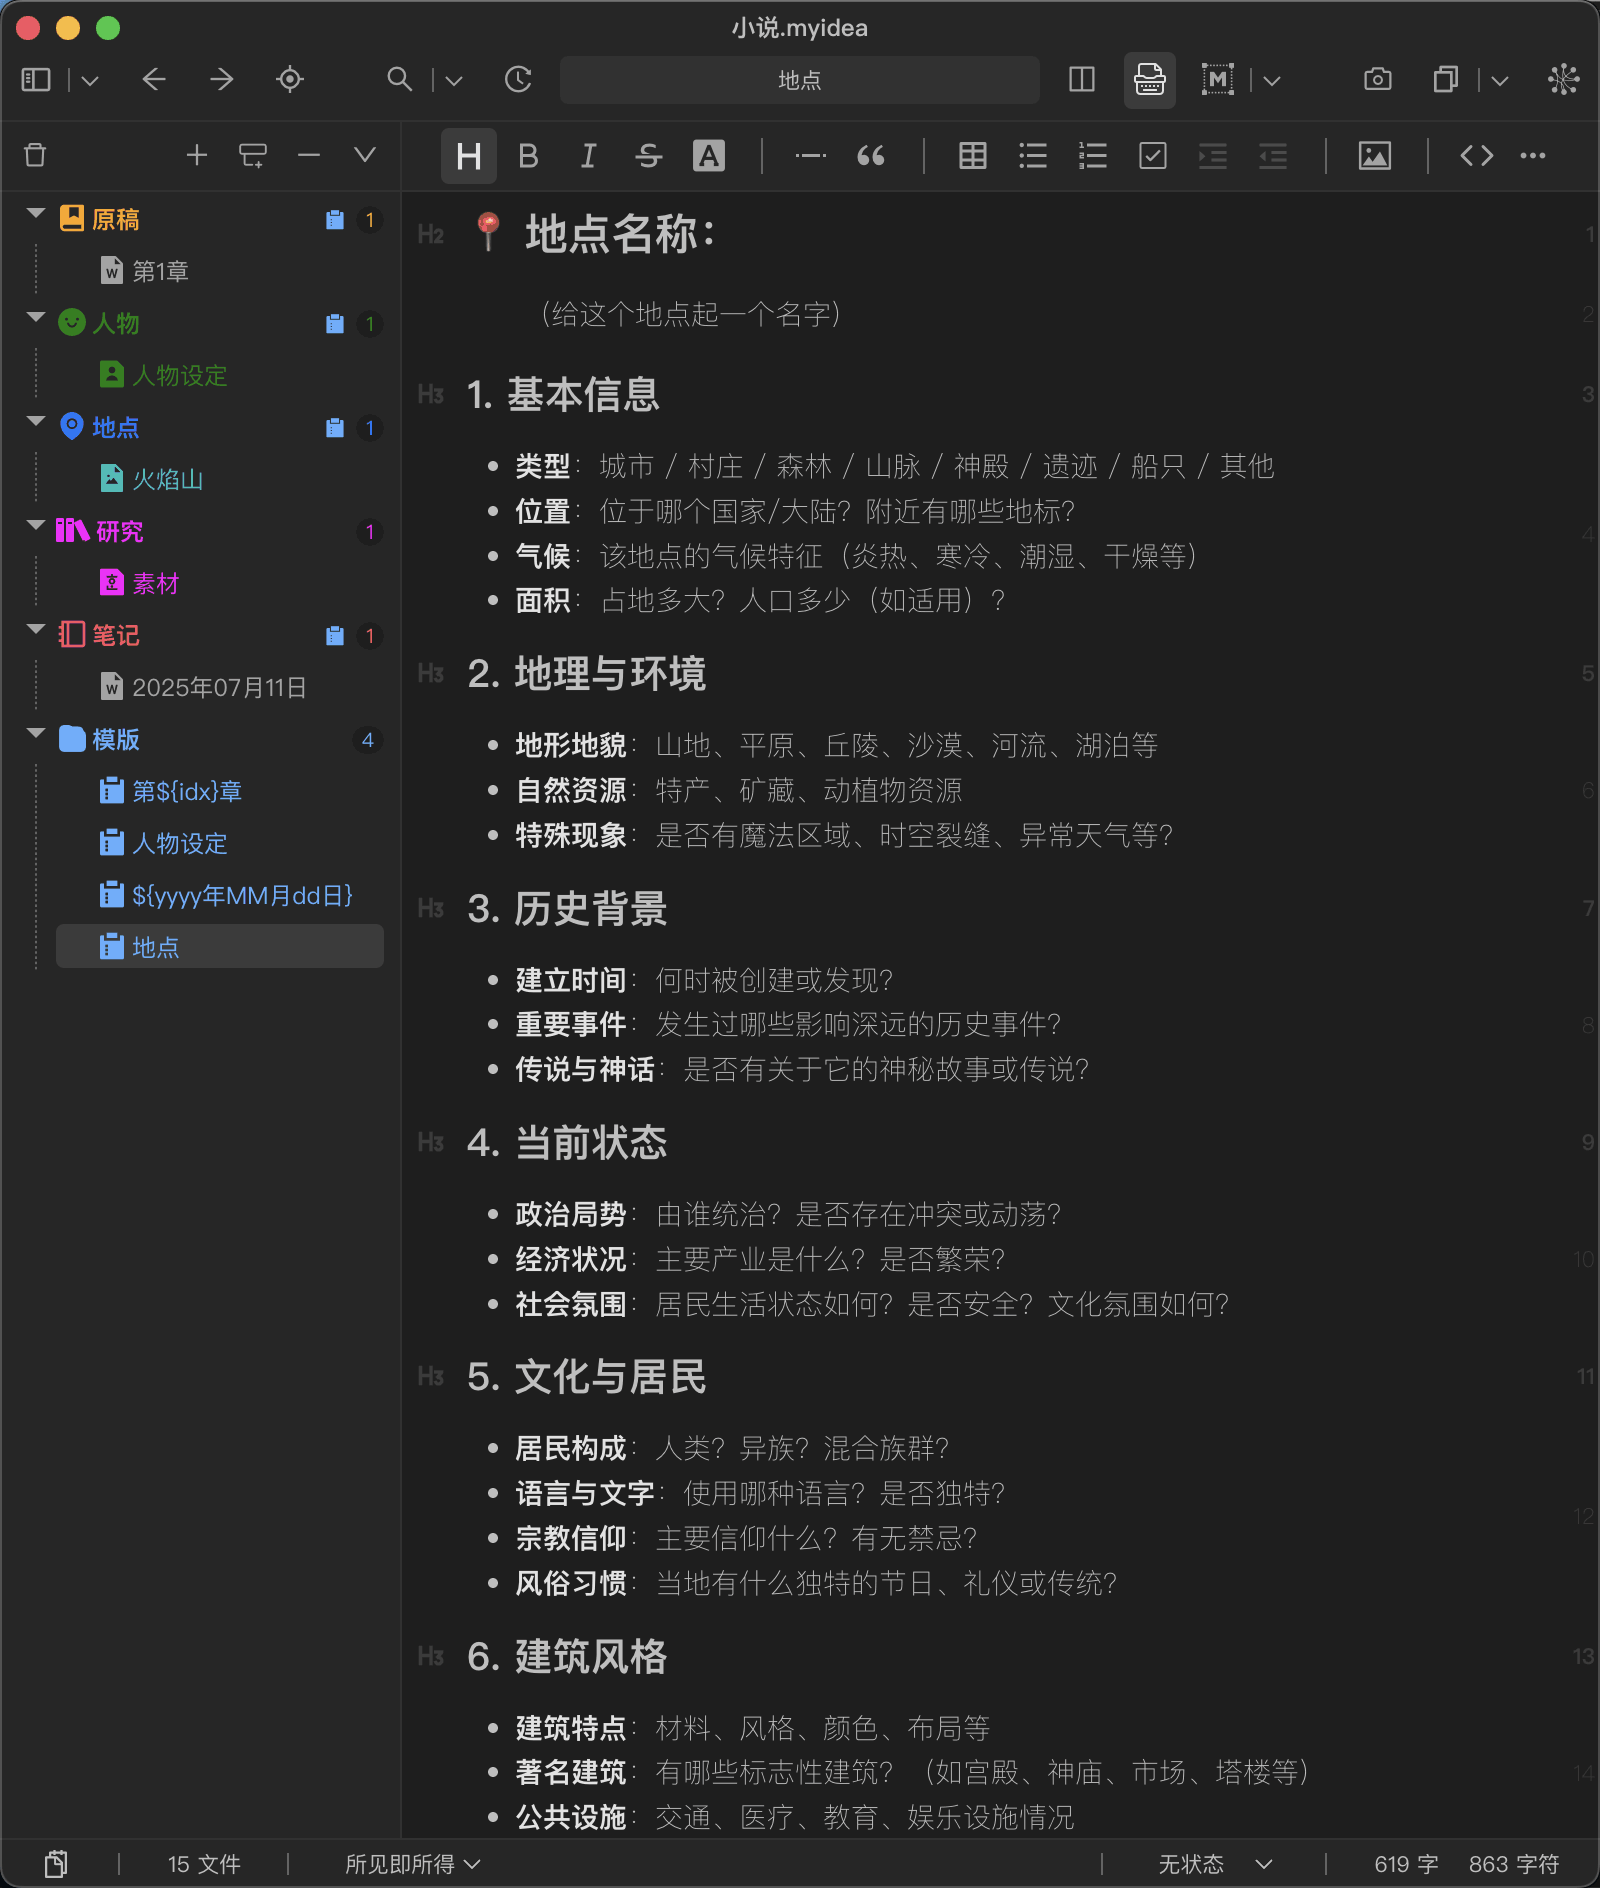 小说.myidea
地点
M
H B I S A
原稿 1
第1章
人物 1
人物设定
地点 1
火焰山
研究 1
素材
笔记 1
2025年07月11日
模版 4
第${idx}章
人物设定
${yyyy年MM月dd日}
地点
H2 📍 地点名称： 1
（给这个地点起一个名字） 2
H3 1. 基本信息 3
• 类型：城市 / 村庄 / 森林 / 山脉 / 神殿 / 遗迹 / 船只 / 其他
• 位置：位于哪个国家/大陆？附近有哪些地标？
4
• 气候：该地点的气候特征（炎热、寒冷、潮湿、干燥等）
• 面积：占地多大？人口多少（如适用）？
H3 2. 地理与环境 5
• 地形地貌：山地、平原、丘陵、沙漠、河流、湖泊等
• 自然资源：特产、矿藏、动植物资源 6
• 特殊现象：是否有魔法区域、时空裂缝、异常天气等？
H3 3. 历史背景 7
• 建立时间：何时被创建或发现？
• 重要事件：发生过哪些影响深远的历史事件？ 8
• 传说与神话：是否有关于它的神秘故事或传说？
H3 4. 当前状态 9
• 政治局势：由谁统治？是否存在冲突或动荡？
• 经济状况：主要产业是什么？是否繁荣？ 10
• 社会氛围：居民生活状态如何？是否安全？文化氛围如何？
H3 5. 文化与居民 11
• 居民构成：人类？异族？混合族群？
• 语言与文字：使用哪种语言？是否独特？
12
• 宗教信仰：主要信仰什么？有无禁忌？
• 风俗习惯：当地有什么独特的节日、礼仪或传统？
H3 6. 建筑风格 13
• 建筑特点：材料、风格、颜色、布局等
• 著名建筑：有哪些标志性建筑？（如宫殿、神庙、市场、塔楼等） 14
• 公共设施：交通、医疗、教育、娱乐设施情况
15 文件 所见即所得 无状态 619 字 863 字符